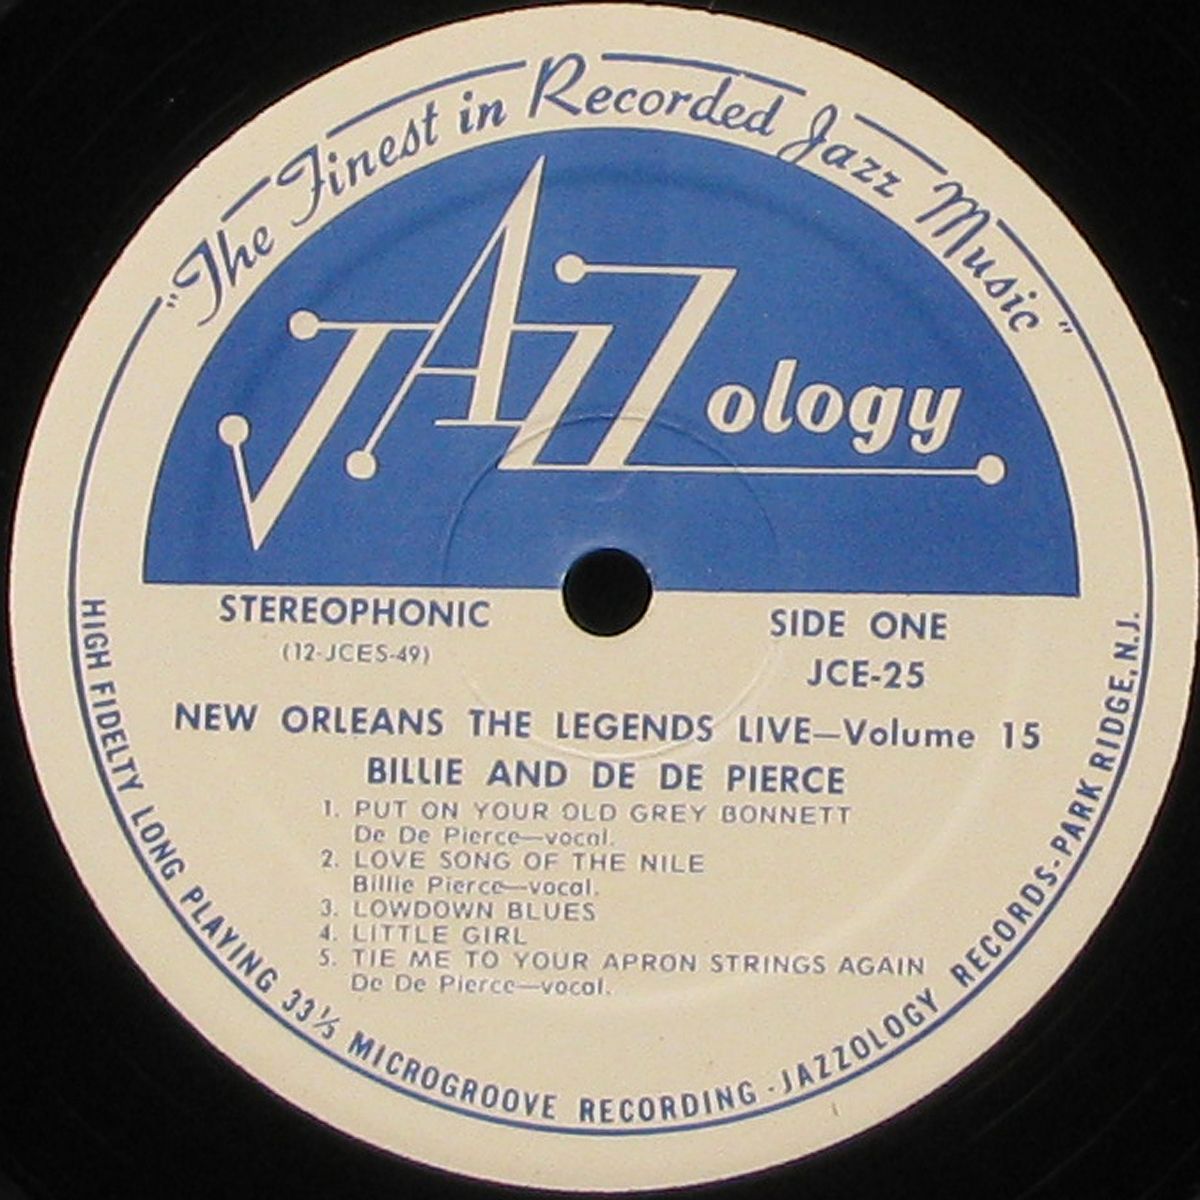 "The Finest in Recorded Jazz Music"
JAZZology
STEREOPHONIC
(12-JCES-49)
SIDE ONE
JCE-25
NEW ORLEANS THE LEGENDS LIVE—Volume 15
BILLIE AND DE DE PIERCE
1. PUT ON YOUR OLD GREY BONNETT
De De Pierce—vocal.
2. LOVE SONG OF THE NILE
Billie Pierce—vocal.
3. LOWDOWN BLUES
4. LITTLE GIRL
5. TIE ME TO YOUR APRON STRINGS AGAIN
De De Pierce—vocal.
HIGH FIDELTY LONG PLAYING 33⅓ MICROGROOVE RECORDING - JAZZOLOGY RECORDS - PARK RIDGE, N.J.